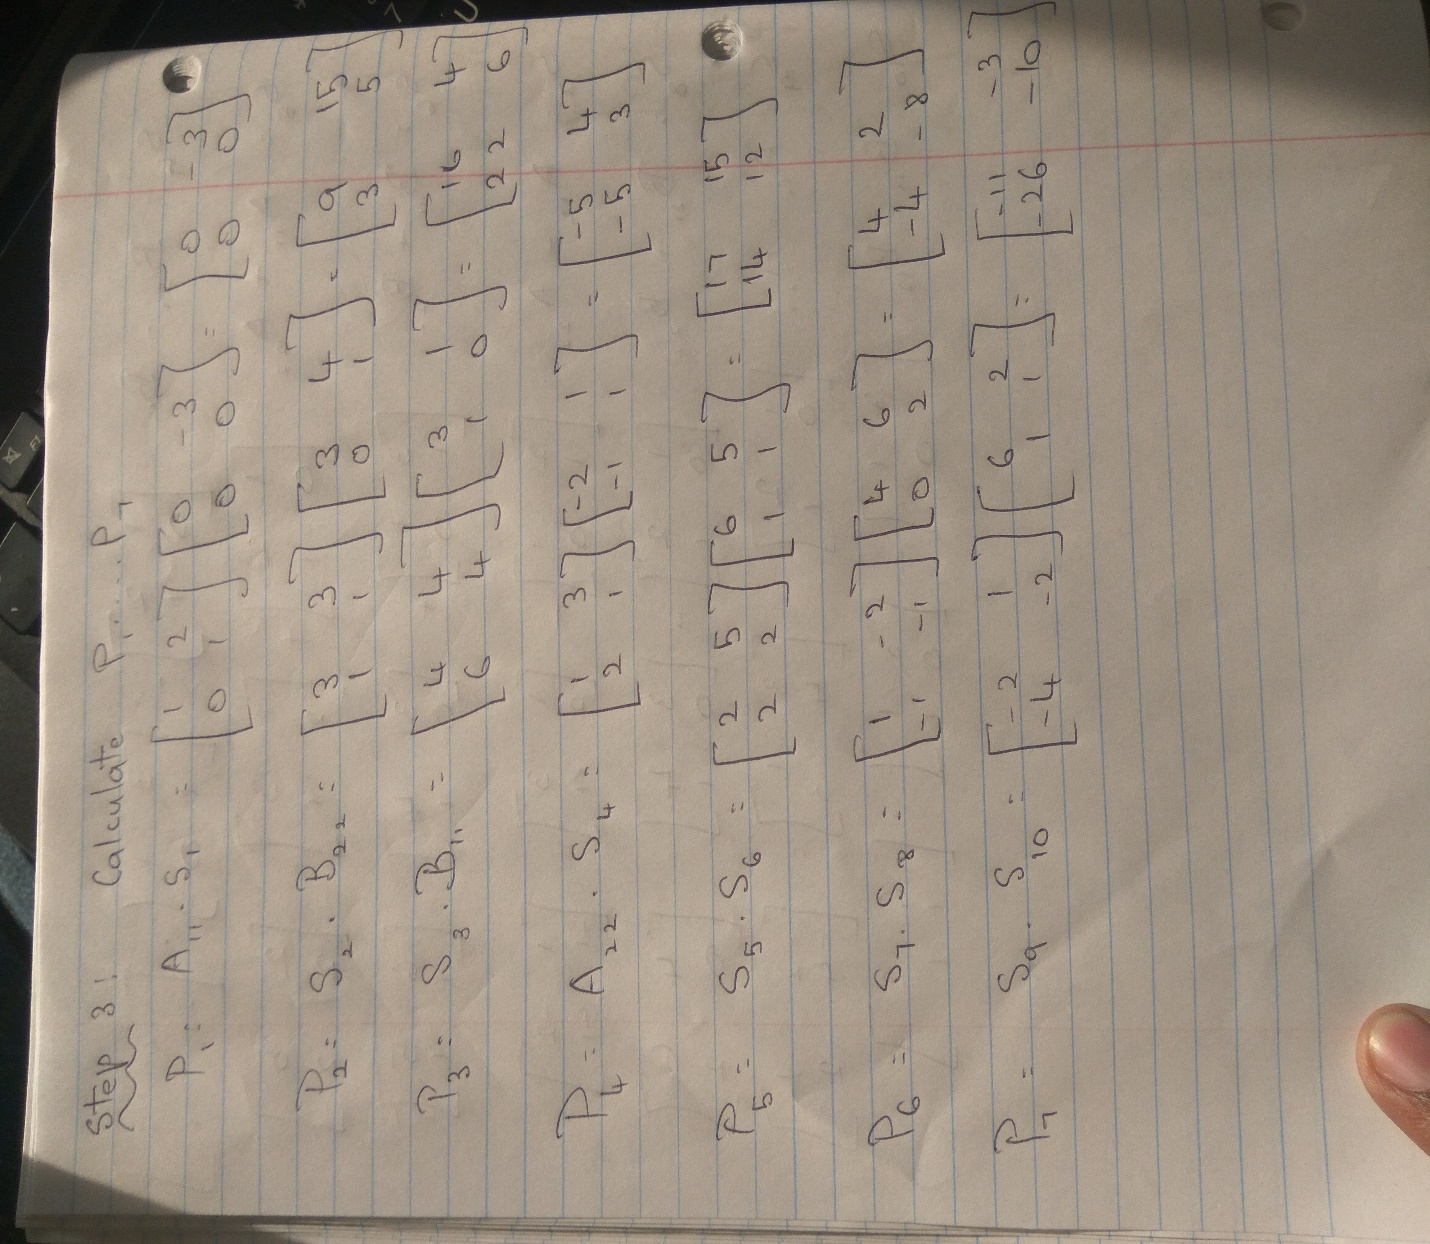 Step 3: Calculate P₁...P₇
P₁ = A₁₁ . S₁ = [1 2; 0 1] [0 -3; 0 0] = [0 -3; 0 0]
P₂ = S₂ . B₂₂ = [3 3; 1 1] [3 4; 0 1] = [9 15; 3 5]
P₃ = S₃ . B₁₁ = [4 4; 6 4] [3 1; 1 0] = [16 4; 22 6]
P₄ = A₂₂ . S₄ = [1 3; 2 1] [-2 1; -1 1] = [-5 4; -5 3]
P₅ = S₅ . S₆ = [2 5; 2 2] [6 5; 1 1] = [17 15; 14 12]
P₆ = S₇ . S₈ = [1 -2; -1 -1] [4 6; 0 2] = [4 2; -4 -8]
P₇ = S₉ . S₁₀ = [-2 1; -4 -2] [6 2; 1 1] = [-11 -3; -26 -10]